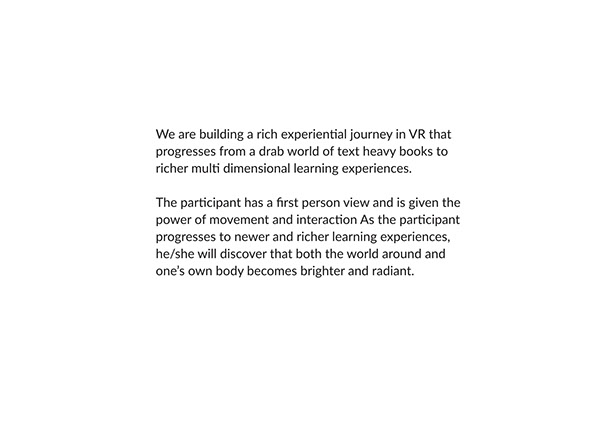 We are building a rich experiential journey in VR that
progresses from a drab world of text heavy books to
richer multi dimensional learning experiences.
The participant has a first person view and is given the
power of movement and interaction As the participant
progresses to newer and richer learning experiences,
he/she will discover that both the world around and
one's own body becomes brighter and radiant.